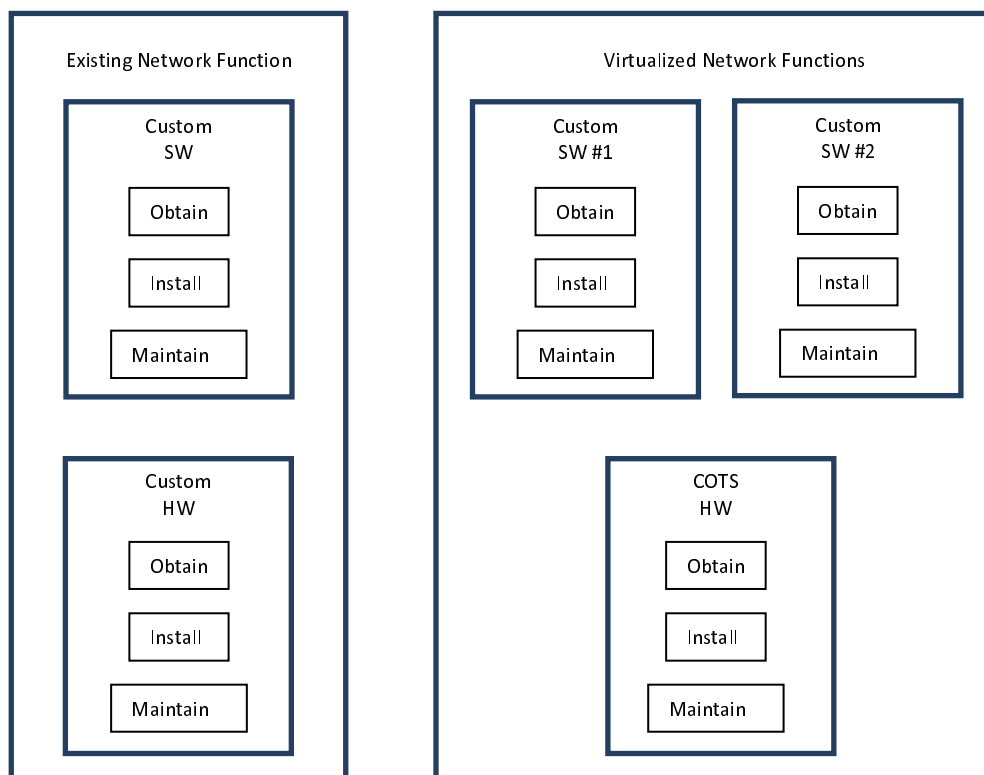 Existing Network Function
Custom
SW
Obtain
Install
Maintain
Custom
HW
Obtain
Install
Maintain
Virtualized Network Functions
Custom
SW #1
Obtain
Install
Maintain
Custom
SW #2
Obtain
Install
Maintain
COTS
HW
Obtain
Install
Maintain